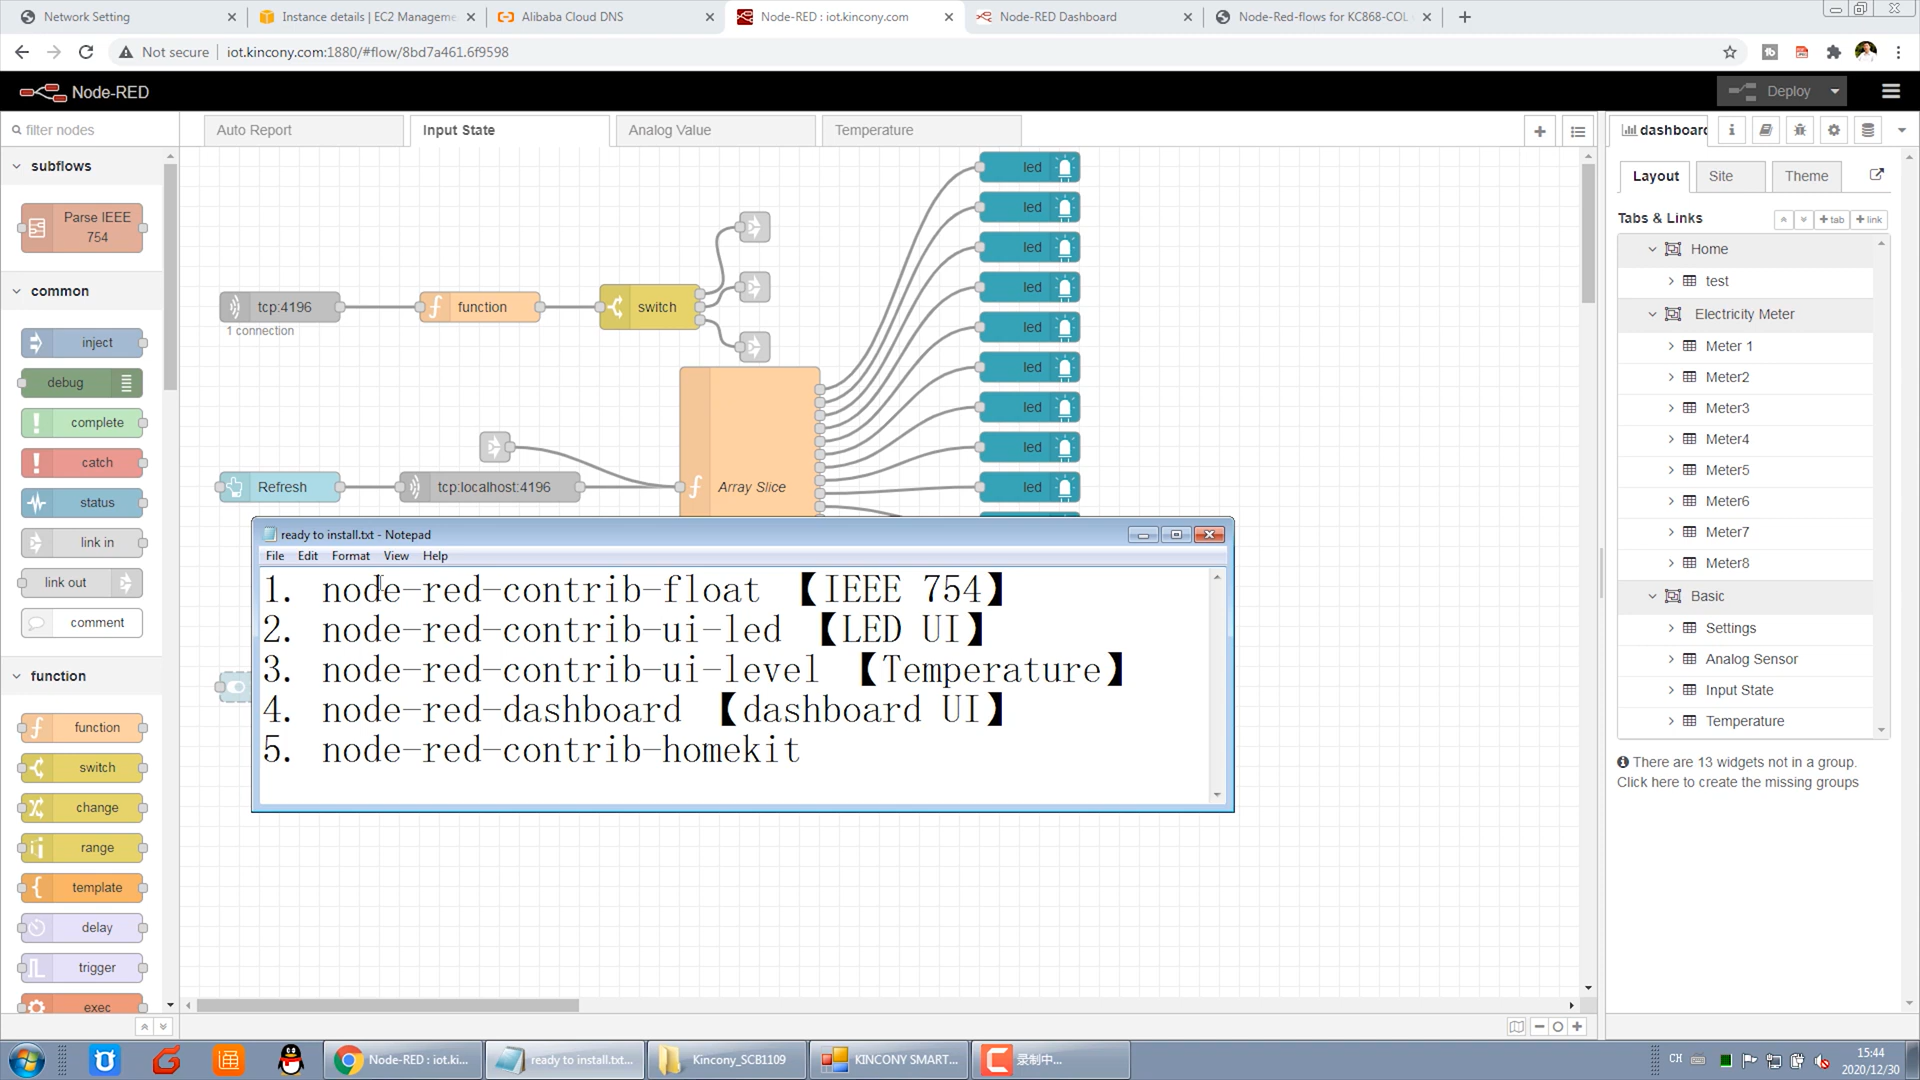 Network Setting
Instance details | EC2 Manageme
Alibaba Cloud DNS
Node-RED : iot.kincony.com
Node-RED Dashboard
Node-Red-flows for KC868-COL
Not secure
iot.kincony.com:1880/#flow/8bd7a461.6f9598
Node-RED
Deploy
filter nodes
Auto Report
Input State
Analog Value
Temperature
dashboard
subflows
Parse IEEE
754
common
inject
debug
complete
catch
status
link in
link out
comment
function
function
switch
change
range
template
delay
trigger
exec
tcp:4196
1 connection
function
switch
Refresh
tcp:localhost:4196
Array Slice
led
led
led
led
led
led
led
led
led
ready to install.txt - Notepad
File Edit Format View Help
1. node-red-contrib-float 【IEEE 754】
2. node-red-contrib-ui-led 【LED UI】
3. node-red-contrib-ui-level 【Temperature】
4. node-red-dashboard 【dashboard UI】
5. node-red-contrib-homekit
Layout
Site
Theme
Tabs & Links
tab
link
Home
test
Electricity Meter
Meter 1
Meter2
Meter3
Meter4
Meter5
Meter6
Meter7
Meter8
Basic
Settings
Analog Sensor
Input State
Temperature
There are 13 widgets not in a group.
Click here to create the missing groups
Node-RED : iot.ki...
ready to install.txt...
Kincony_SCB1109
KINCONY SMART...
录制中...
CH
15:44
2020/12/30